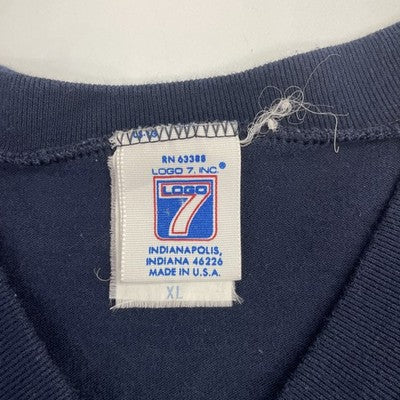 RN 63388
LOGO 7, INC.®
LOGO
7
INDIANAPOLIS,
INDIANA 46226
MADE IN U.S.A.
XL